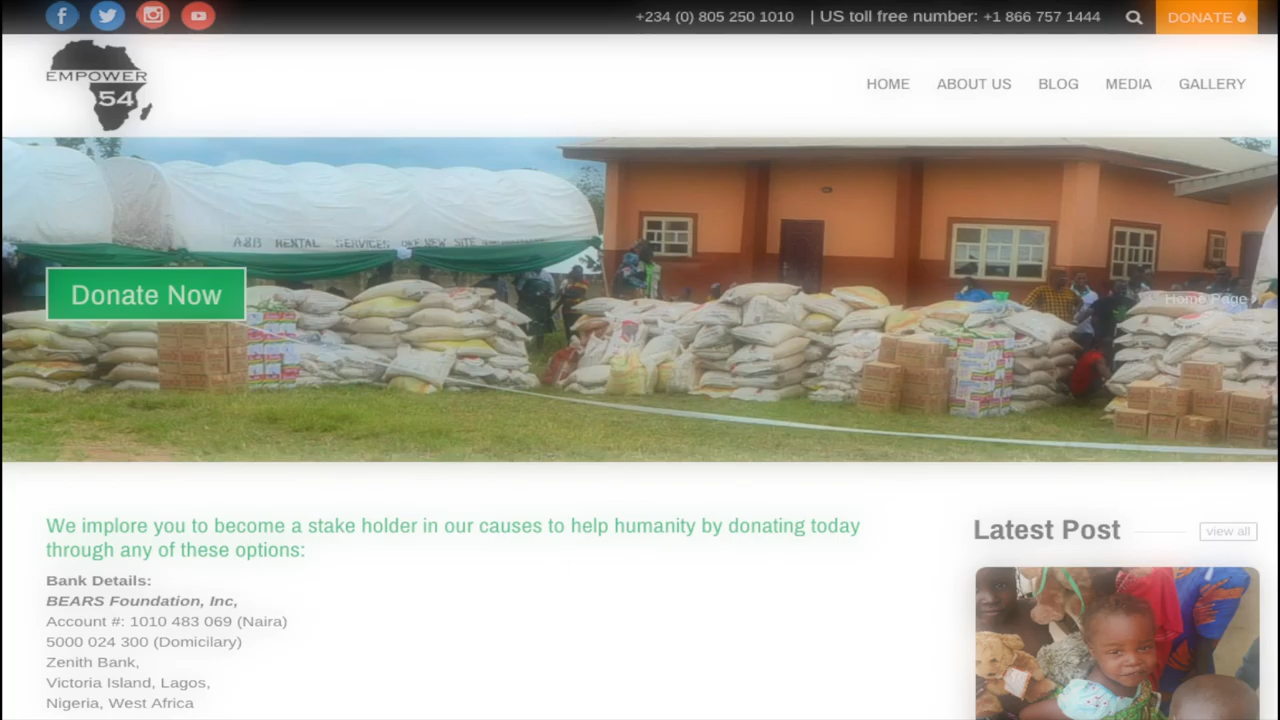 +234 (0) 805 250 1010 | US toll free number: +1 866 757 1444
DONATE
EMPOWER
54
HOME ABOUT US BLOG MEDIA GALLERY
A&B RENTAL SERVICES
Donate Now
Home Page
We implore you to become a stake holder in our causes to help humanity by donating today
through any of these options:
Bank Details:
BEARS Foundation, Inc,
Account #: 1010 483 069 (Naira)
5000 024 300 (Domicilary)
Zenith Bank,
Victoria Island, Lagos,
Nigeria, West Africa
Latest Post
view all